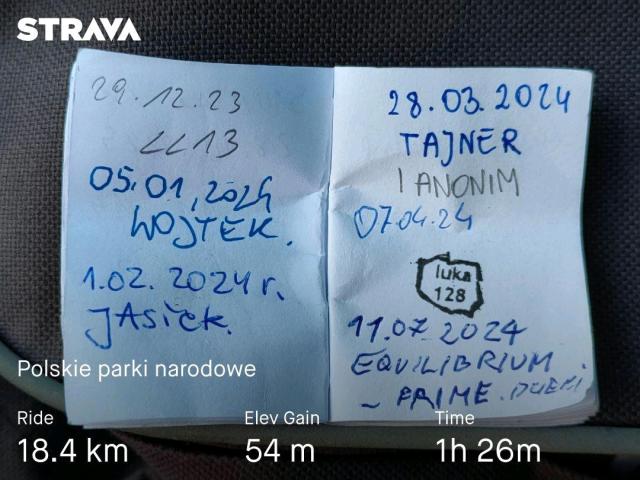 STRAVA
29.12.23
LL13
05.01.2024
WOJTEK.
1.02. 2024 r.
JASIEK.
28.03.2024
TAJNER
I ANONIM
07.04.24
luka
128
11.07.2024
EQUILIBRIUM
- PRIME.
Polskie parki narodowe
Ride
18.4 km
Elev Gain
54 m
Time
1h 26m